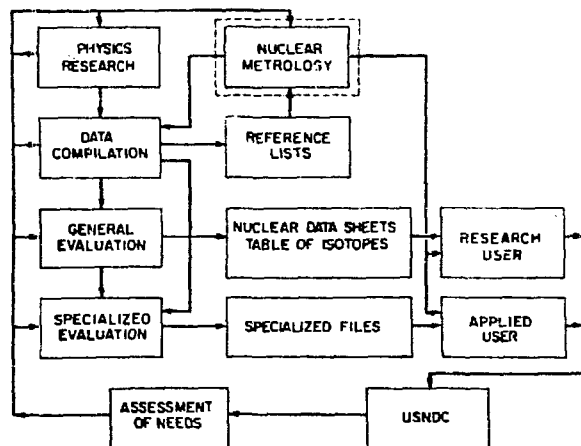 PHYSICS
RESEARCH
NUCLEAR
METROLOGY
DATA
COMPILATION
REFERENCE
LISTS
GENERAL
EVALUATION
NUCLEAR DATA SHEETS
TABLE OF ISOTOPES
RESEARCH
USER
SPECIALIZED
EVALUATION
SPECIALIZED FILES
APPLIED
USER
ASSESSMENT
OF NEEDS
USNDC